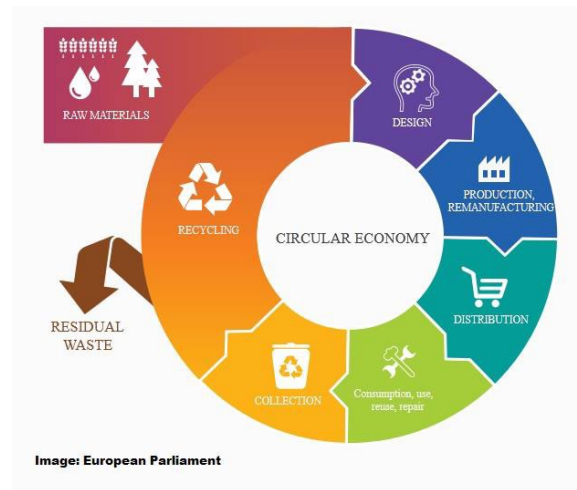 RAW MATERIALS
DESIGN
PRODUCTION,
REMANUFACTURING
RECYCLING
CIRCULAR ECONOMY
DISTRIBUTION
RESIDUAL
WASTE
Consumption, use,
reuse, repair
COLLECTION
Image: European Parliament